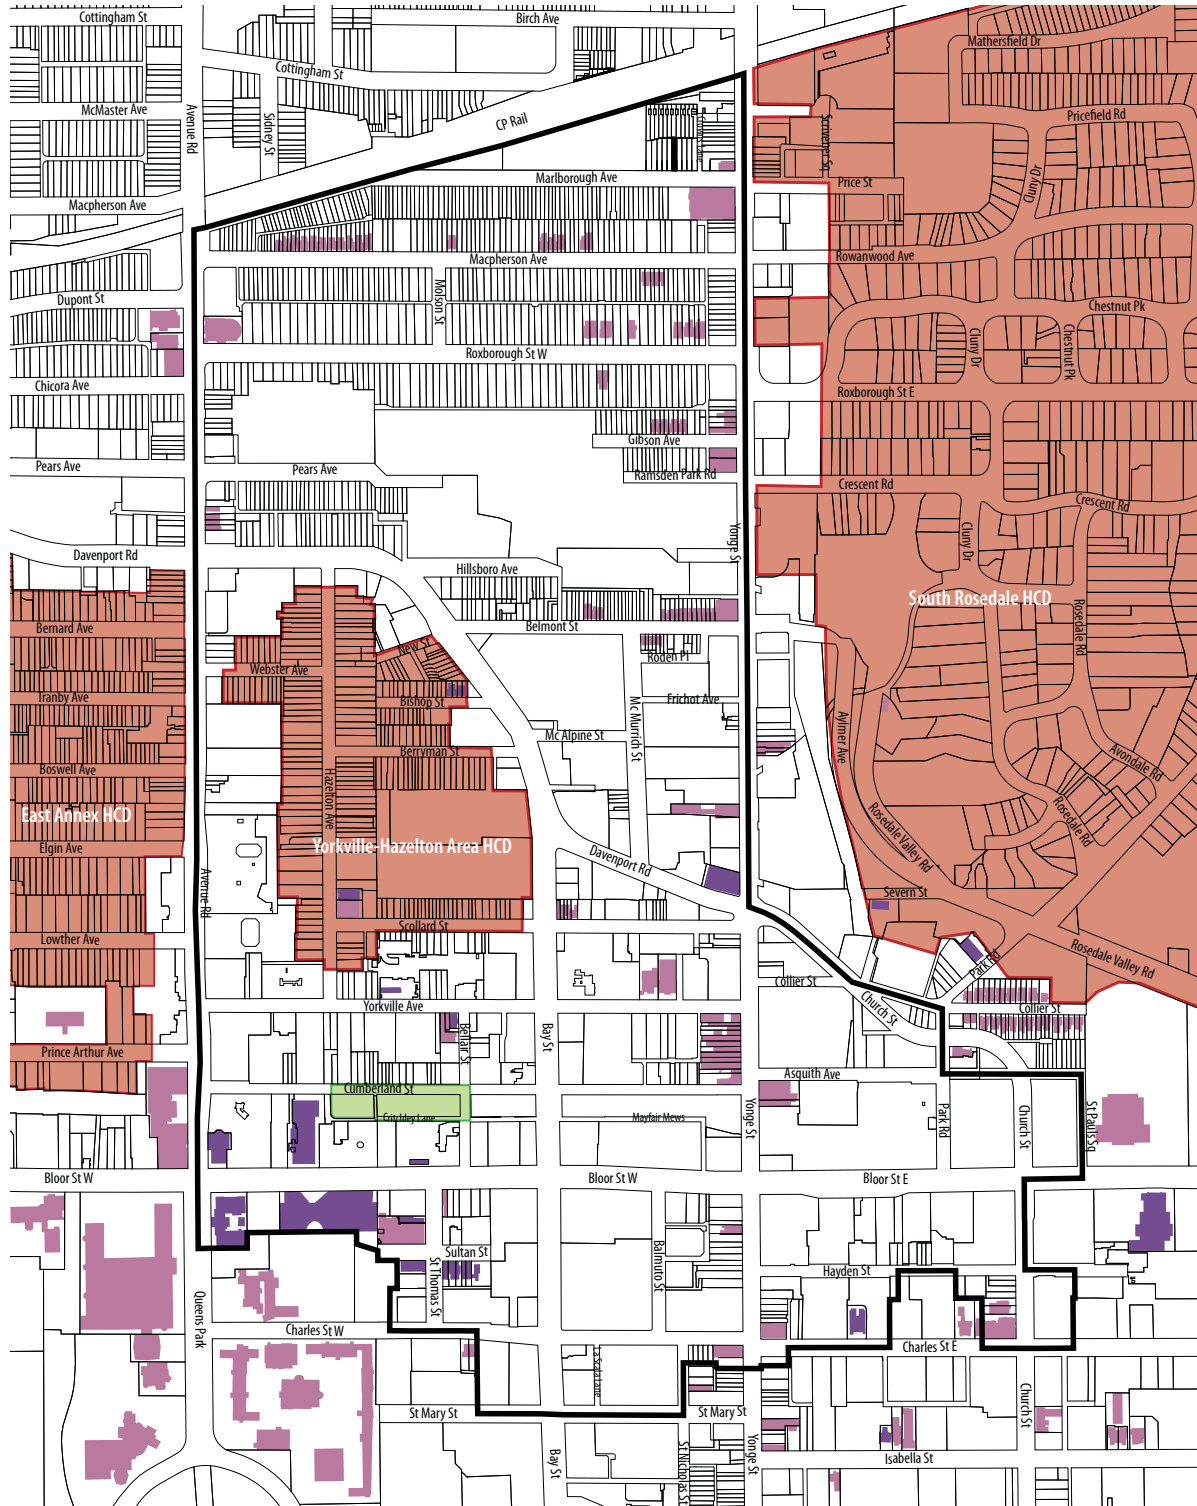 Cottingham St
Birch Ave
Mathersfield Dr
Cottingham St
McMaster Ave
Avenue Rd
Sidney St
CP Rail
Pricefield Rd
Scrivener Sq
Marlborough Ave
Price St
Cluny Dr
Macpherson Ave
Macpherson Ave
Rowanwood Ave
Dupont St
Molson St
Chestnut Pk
Cluny Dr
Chestnut Pk
Roxborough St W
Chicora Ave
Roxborough St E
Gibson Ave
Pears Ave
Pears Ave
Ramsden Park Rd
Crescent Rd
Crescent Rd
Yonge St
Cluny Dr
Davenport Rd
Hillsboro Ave
South Rosedale HCD
Rosedale Rd
Bernard Ave
Belmont St
New St
Roden Pl
Webster Ave
Tranby Ave
Bishop St
Frichot Ave
Mc Murrich St
Aylmer Ave
Mc Alpine St
Berryman St
Avondale Rd
Boswell Ave
Hazelton Ave
East Annex HCD
Rosedale Rd
Rosedale Valley Rd
Yorkville-Hazelton Area HCD
Elgin Ave
Davenport Rd
Avenue Rd
Severn St
Scollard St
Lowther Ave
Rosedale Valley Rd
Park Rd
Collier St
Yorkville Ave
Church St
Collier St
Bellair St
Bay St
Prince Arthur Ave
Asquith Ave
Cumberland St
Critchley Lane
Mayfair Mews
Yonge St
Park Rd
Church St
St Pauls Sq
Bloor St W
Bloor St W
Bloor St E
Sultan St
Balmuto St
St Thomas St
Hayden St
Queens Park
Charles St W
Charles St E
La Scala Lane
St Mary St
St Mary St
Church St
Bay St
St Nicholas St
Yonge St
Isabella St